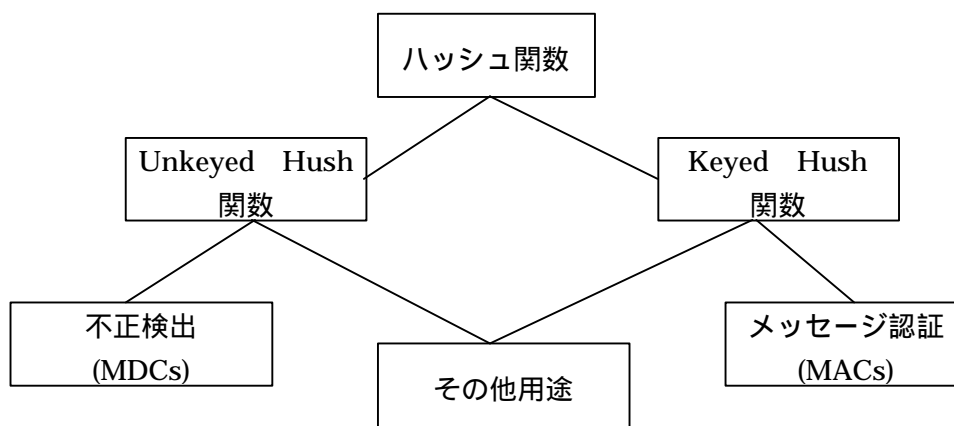 ハッシュ関数
Unkeyed Hush
関数
Keyed Hush
関数
不正検出
(MDCs)
その他用途
メッセージ認証
(MACs)